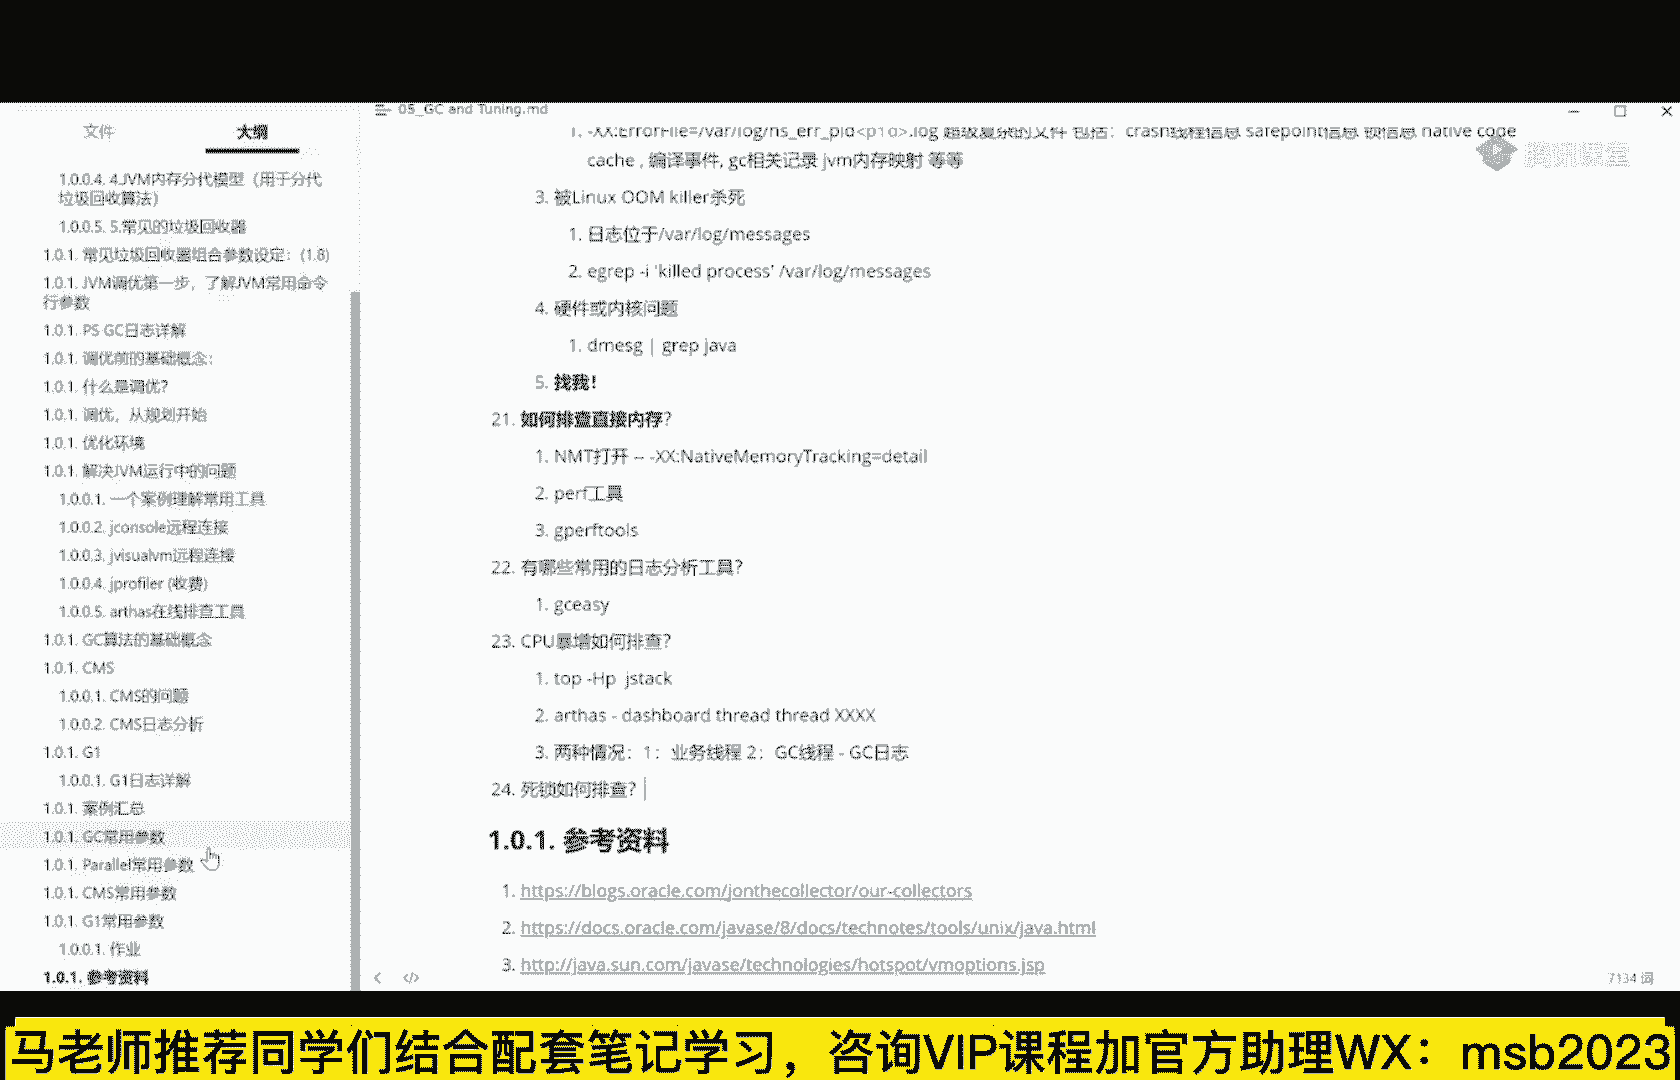 文件
大纲
1.0.0.4. 4.JVM内存分代模型（用于分代
垃圾回收算法）
1.0.0.5. 5.常见的垃圾回收器
1.0.1. 常见垃圾回收器组合参数设定：(1.8)
1.0.1. JVM调优第一步，了解JVM常用命令
行参数
1.0.1. PS GC日志详解
1.0.1. 调优前的基础概念：
1.0.1. 什么是调优？
1.0.1. 调优，从规划开始
1.0.1. 优化环境
1.0.1. 解决JVM运行中的问题
1.0.0.1. 一个案例理解常用工具
1.0.0.2. jconsole远程连接
1.0.0.3. jvisualvm远程连接
1.0.0.4. jprofiler (收费)
1.0.0.5. arthas在线排查工具
1.0.1. GC算法的基础概念
1.0.1. CMS
1.0.0.1. CMS的问题
1.0.0.2. CMS日志分析
1.0.1. G1
1.0.0.1. G1日志详解
1.0.1. 案例汇总
1.0.1. GC常用参数
1.0.1. Parallel常用参数
1.0.1. CMS常用参数
1.0.1. G1常用参数
1.0.0.1. 作业
1.0.1. 参考资料
05_GC and Tuning.md
腾讯课堂
1. -XX:ErrorFile=/var/log/hs_err_pid<pid>.log 超级复杂的文件 包括：crash线程信息 safepoint信息 锁信息 native code
cache , 编译事件, gc相关记录 jvm内存映射 等等
3. 被Linux OOM killer杀死
1. 日志位于/var/log/messages
2. egrep -i 'killed process' /var/log/messages
4. 硬件或内核问题
1. dmesg | grep java
5. 找我！
21. 如何排查直接内存？
1. NMT打开 -- -XX:NativeMemoryTracking=detail
2. perf工具
3. gperftools
22. 有哪些常用的日志分析工具？
1. gceasy
23. CPU暴增如何排查？
1. top -Hp jstack
2. arthas - dashboard thread thread XXXX
3. 两种情况：1：业务线程 2：GC线程 - GC日志
24. 死锁如何排查？
1.0.1. 参考资料
1. https://blogs.oracle.com/jonthecollector/our-collectors
2. https://docs.oracle.com/javase/8/docs/technotes/tools/unix/java.html
3. http://java.sun.com/javase/technologies/hotspot/vmoptions.jsp
7134 词
马老师推荐同学们结合配套笔记学习，咨询VIP课程加官方助理WX：msb2023